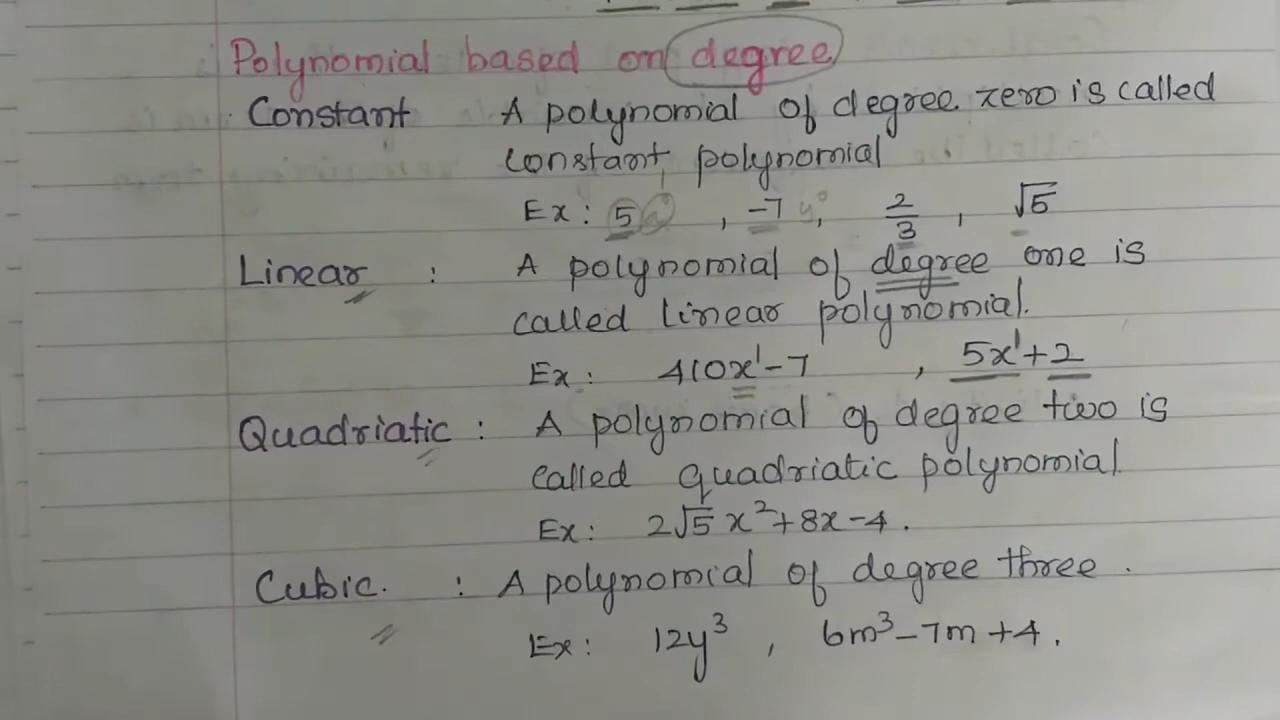 Polynomial based on degree
Constant A polynomial of degree zero is called
constant polynomial
Ex: 5 , -7 y⁰, 2/3 , √5
Linear : A polynomial of degree one is
called linear polynomial.
Ex: 410x¹-7 , 5x¹+2
Quadriatic : A polynomial of degree two is
called quadriatic polynomial
Ex: 2√5 x²+8x-4.
Cubic. : A polynomial of degree three.
Ex: 12y³ , 6m³-7m+4.